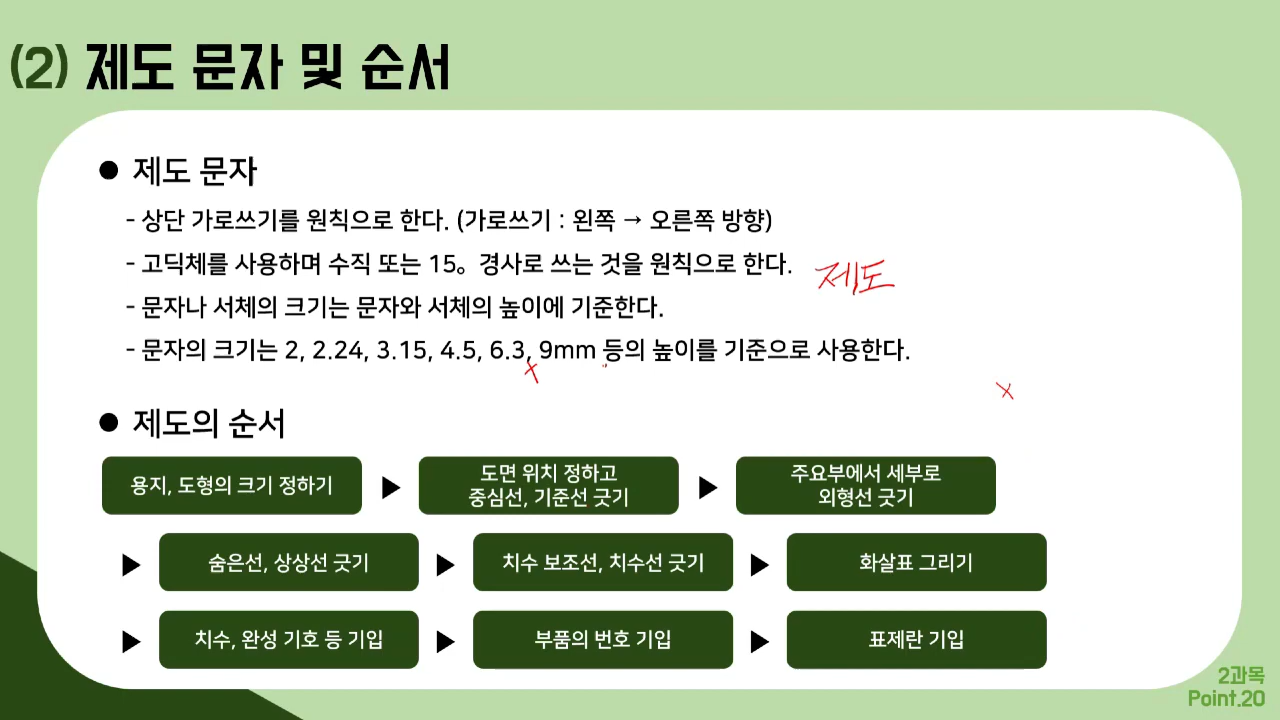 (2) 제도 문자 및 순서
● 제도 문자
- 상단 가로쓰기를 원칙으로 한다. (가로쓰기 : 왼쪽 → 오른쪽 방향)
- 고딕체를 사용하며 수직 또는 15。경사로 쓰는 것을 원칙으로 한다.
제도
- 문자나 서체의 크기는 문자와 서체의 높이에 기준한다.
- 문자의 크기는 2, 2.24, 3.15, 4.5, 6.3, 9mm 등의 높이를 기준으로 사용한다.
● 제도의 순서
용지, 도형의 크기 정하기
도면 위치 정하고
중심선, 기준선 긋기
주요부에서 세부로
외형선 긋기
숨은선, 상상선 긋기
치수 보조선, 치수선 긋기
화살표 그리기
치수, 완성 기호 등 기입
부품의 번호 기입
표제란 기입
2과목
Point.20